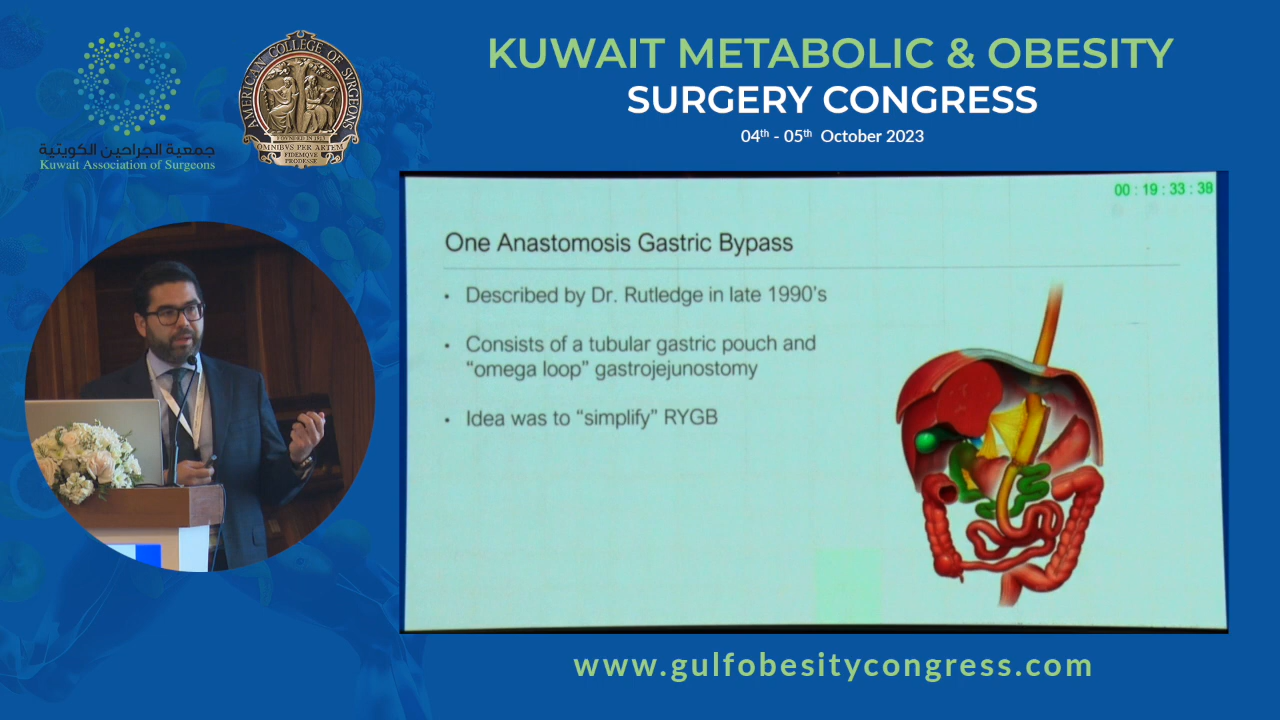 KUWAIT METABOLIC & OBESITY
SURGERY CONGRESS
04th - 05th October 2023
AMERICAN COLLEGE OF SURGEONS
FOUNDED IN 1913
OMNIBVS PER ARTEM
FIDEMQVE
PRODESSE
جمعية الجراحين الكويتية
Kuwait Association of Surgeons
00 : 19 : 33 : 38
One Anastomosis Gastric Bypass
• Described by Dr. Rutledge in late 1990's
• Consists of a tubular gastric pouch and
"omega loop" gastrojejunostomy
• Idea was to "simplify" RYGB
www.gulfobesitycongress.com